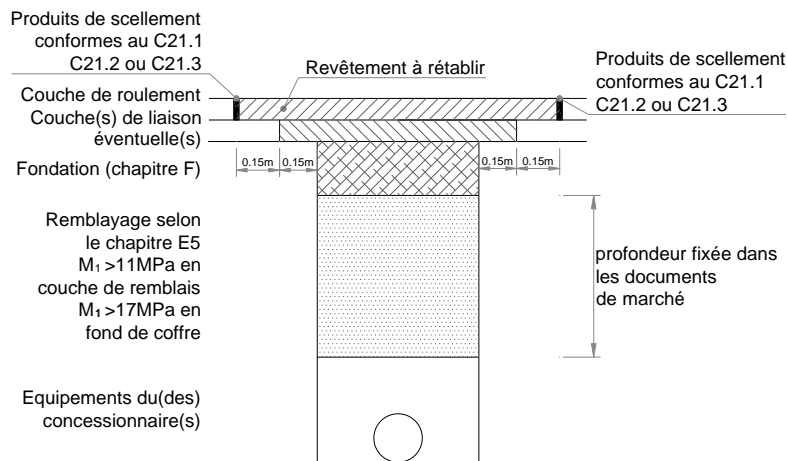 Produits de scellement
conformes au C21.1
C21.2 ou C21.3
Revêtement à rétablir
Produits de scellement
conformes au C21.1
C21.2 ou C21.3
Couche de roulement
Couche(s) de liaison
éventuelle(s)
Fondation (chapitre F)
0.15m
0.15m
0.15m
0.15m
Remblayage selon
le chapitre E5
M₁ >11MPa en
couche de remblais
M₁ >17MPa en
fond de coffre
profondeur fixée dans
les documents
de marché
Equipements du(des)
concessionnaire(s)